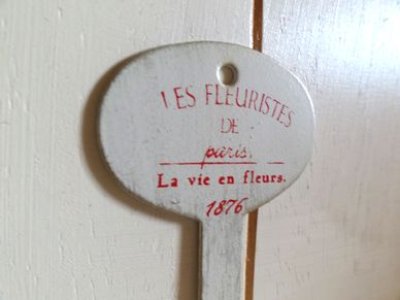 LES FLEURISTES
DE
paris.
La vie en fleurs.
1876